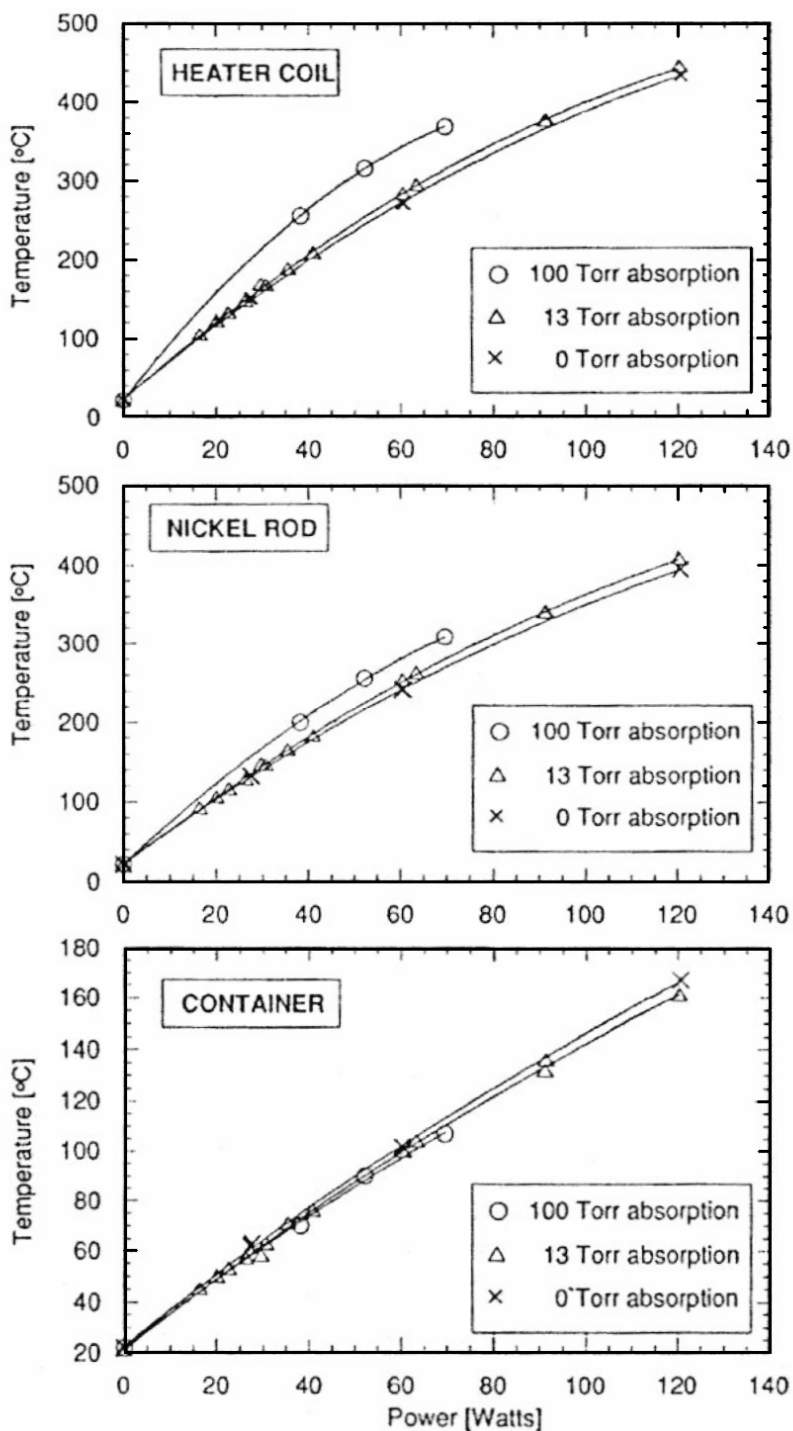 500
400
300
200
100
0
Temperature [ºC]
HEATER COIL
100 Torr absorption
13 Torr absorption
0 Torr absorption
0 20 40 60 80 100 120 140
500
400
300
200
100
0
Temperature [ºC]
NICKEL ROD
100 Torr absorption
13 Torr absorption
0 Torr absorption
0 20 40 60 80 100 120 140
180
160
140
120
100
80
60
40
20
Temperature [ºC]
CONTAINER
100 Torr absorption
13 Torr absorption
0 Torr absorption
0 20 40 60 80 100 120 140
Power [Watts]